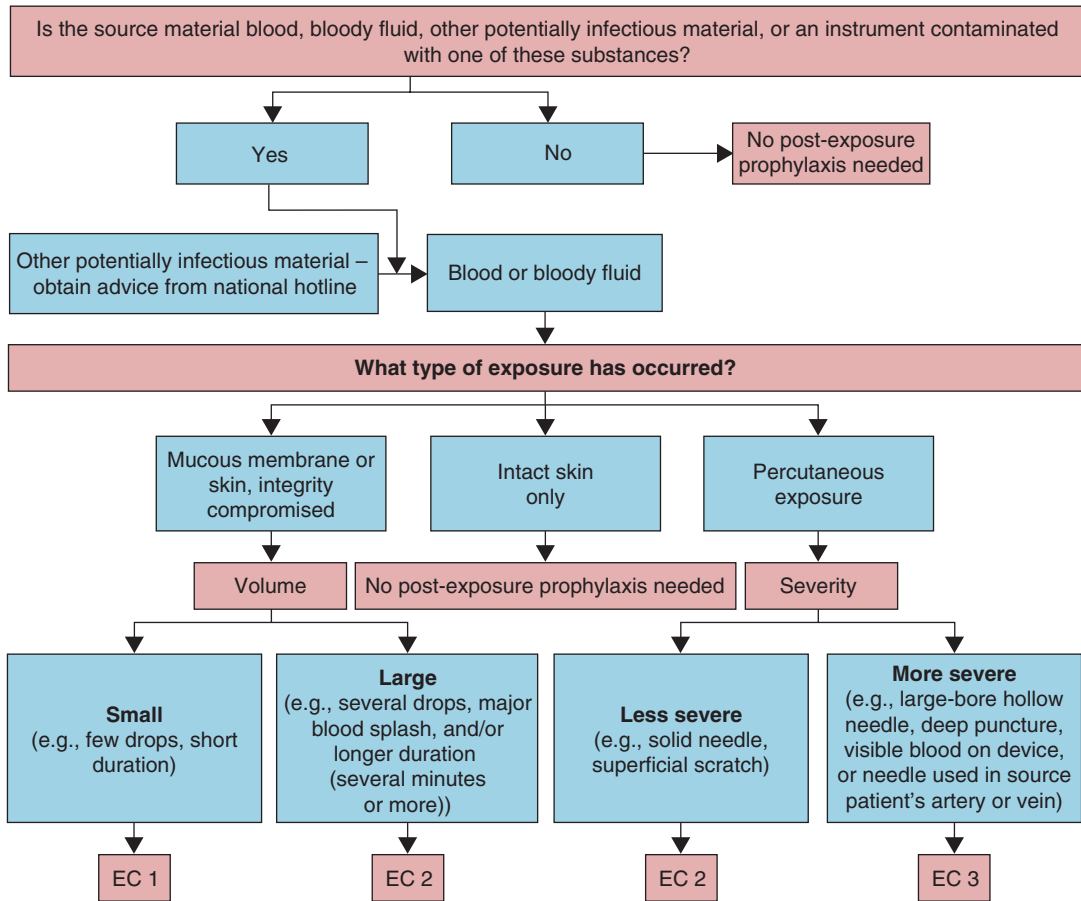 Is the source material blood, bloody fluid, other potentially infectious material, or an instrument contaminated
with one of these substances?
Yes
No
No post-exposure
prophylaxis needed
Other potentially infectious material –
obtain advice from national hotline
Blood or bloody fluid
What type of exposure has occurred?
Mucous membrane or
skin, integrity
compromised
Intact skin
only
Percutaneous
exposure
Volume
No post-exposure prophylaxis needed
Severity
Small
(e.g., few drops, short
duration)
Large
(e.g., several drops, major
blood splash, and/or
longer duration
(several minutes
or more))
Less severe
(e.g., solid needle,
superficial scratch)
More severe
(e.g., large-bore hollow
needle, deep puncture,
visible blood on device,
or needle used in source
patient's artery or vein)
EC 1
EC 2
EC 2
EC 3